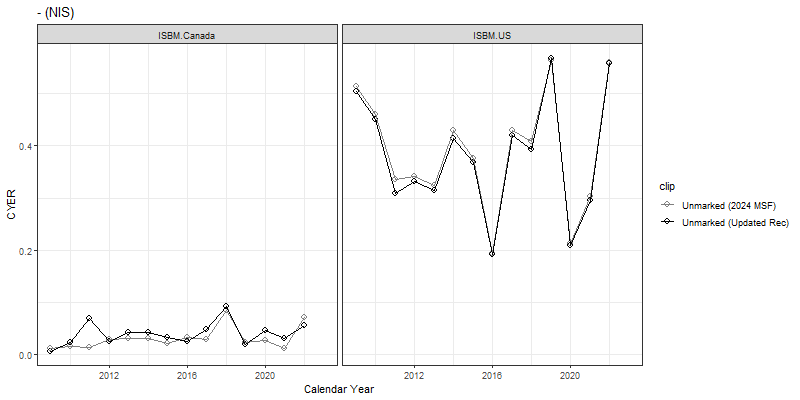 - (NIS)
ISBM.Canada
ISBM.US
CYER
0.4
0.2
0.0
2012
2016
2020
2012
2016
2020
Calendar Year
clip
Unmarked (2024 MSF)
Unmarked (Updated Rec)